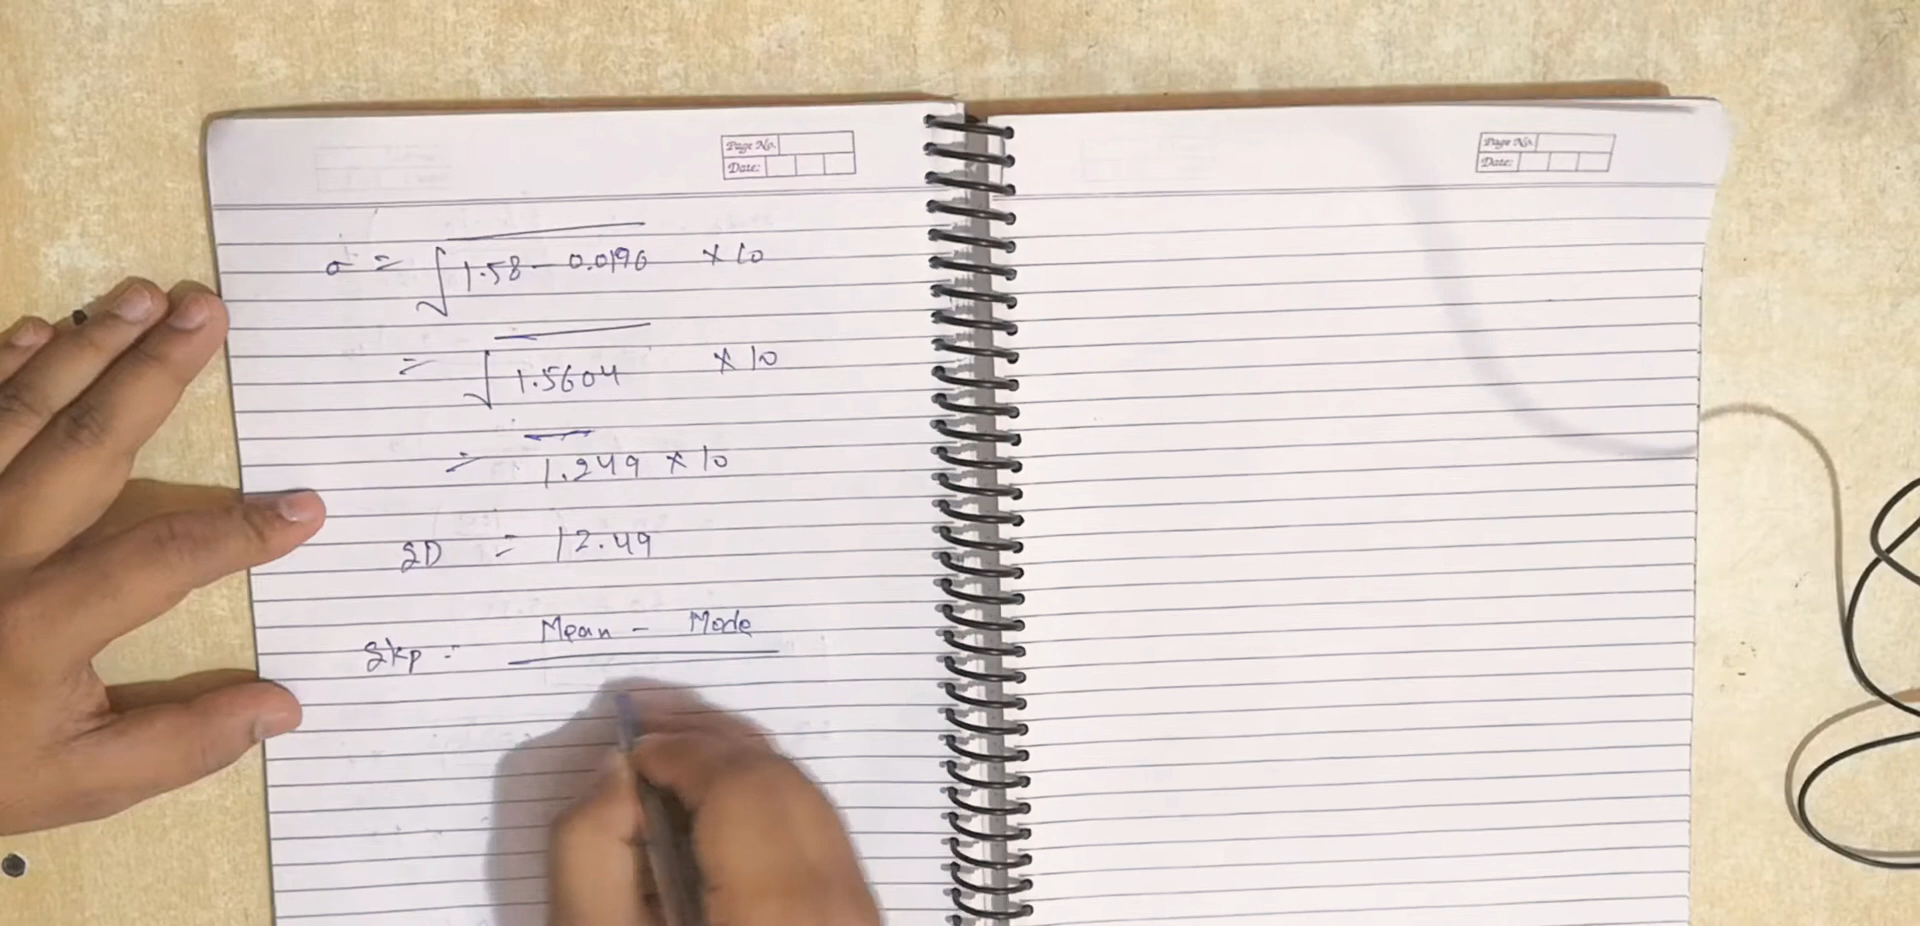 Page No.
Date:
σ = √1.58 - 0.0196 × 10
= √1.5604 × 10
= 1.249 × 10
SD = 12.49
Skp = Mean - Mode
Page No.
Date: